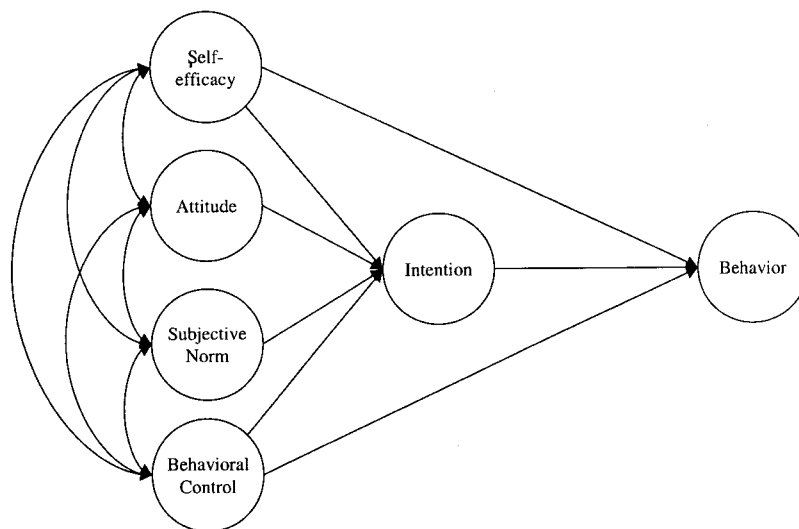 Self-
efficacy
Attitude
Intention
Behavior
Subjective
Norm
Behavioral
Control